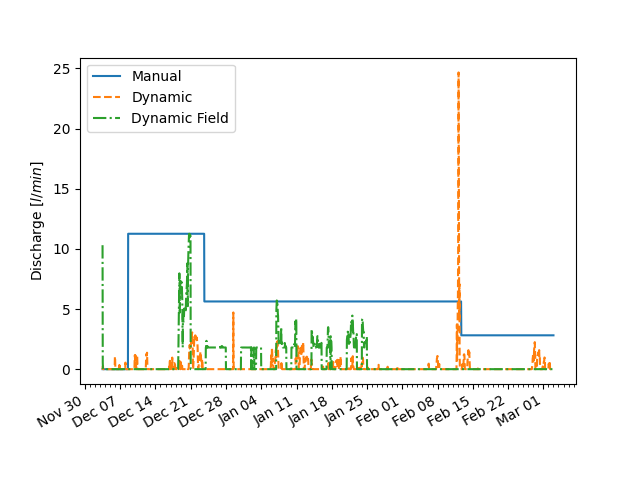 Manual
Dynamic
Dynamic Field
Discharge [l/min]
25
20
15
10
5
0
Nov 30
Dec 07
Dec 14
Dec 21
Dec 28
Jan 04
Jan 11
Jan 18
Jan 25
Feb 01
Feb 08
Feb 15
Feb 22
Mar 01